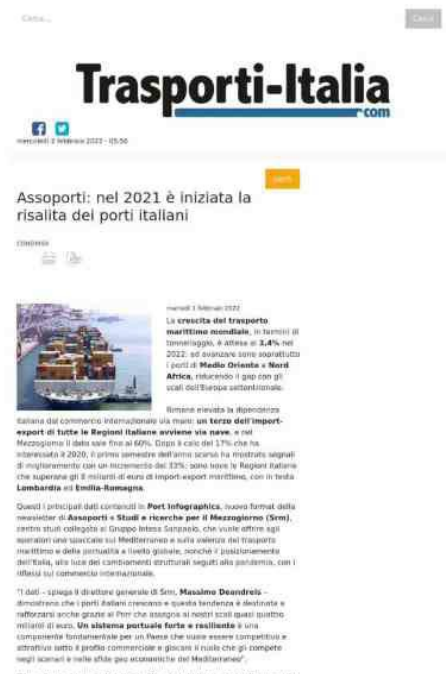 Cerca...
Cerca
Trasporti-Italia
.com
mercoledì 2 febbraio 2022 - 05:56
Assoporti: nel 2021 è iniziata la
risalita dei porti italiani
CONDIVIDI
martedì 1 febbraio 2022
La crescita del trasporto
marittimo mondiale, in termini di
tonnellaggio, è attesa al 3,4% nel
2022: ad avanzare sono soprattutto
i porti di Medio Oriente e Nord
Africa, riducendo il gap con gli
scali dell'Europa settentrionale.
Rimane elevata la dipendenza
italiana dal commercio internazionale via mare: un terzo dell'import-
export di tutte le Regioni italiane avviene via nave, e nel
Mezzogiorno il dato sale fino al 60%. Dopo il calo del 17% che ha
interessato il 2020, il primo semestre dell'anno scorso ha mostrato segnali
di miglioramento con un incremento del 33%: sono nove le Regioni italiane
che superano gli 8 miliardi di euro di import-export marittimo, con in testa
Lombardia ed Emilia-Romagna.
Questi i principali dati contenuti in Port Infographics, nuovo format della
newsletter di Assoporti e Studi e ricerche per il Mezzogiorno (Srm),
centro studi collegato al Gruppo Intesa Sanpaolo, che vuole offrire agli
operatori uno spaccato sul Mediterraneo e sulla valenza del trasporto
marittimo e della portualità a livello globale, nonché il posizionamento
dell'Italia, alla luce dei cambiamenti strutturali seguiti alla pandemia, con i
riflessi sul commercio internazionale.
"I dati – spiega il direttore generale di Srm, Massimo Deandreis –
dimostrano che i porti italiani crescono e questa tendenza è destinata a
rafforzarsi anche grazie al Pnrr che assegna ai nostri scali quasi quattro
miliardi di euro. Un sistema portuale forte e resiliente è una
componente fondamentale per un Paese che vuole essere competitivo e
attrattivo sotto il profilo commerciale e giocare il ruolo che gli compete
negli scenari e nelle sfide geo economiche del Mediterraneo".